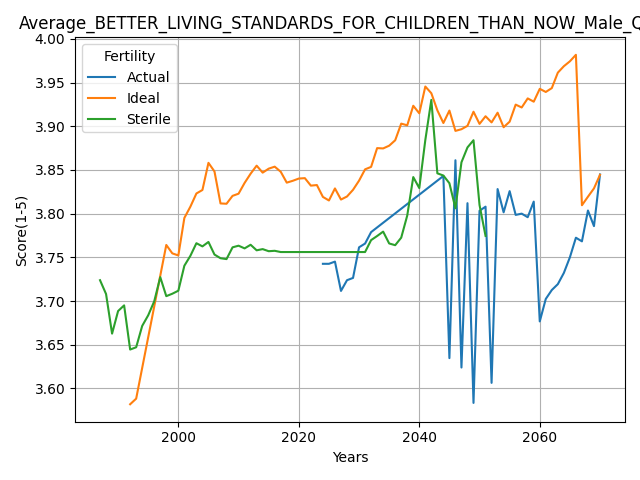 Average_BETTER_LIVING_STANDARDS_FOR_CHILDREN_THAN_NOW_Male_Q
Fertility
Actual
Ideal
Sterile
4.00
3.95
3.90
3.85
3.80
3.75
3.70
3.65
3.60
Score(1-5)
2000
2020
2040
2060
Years